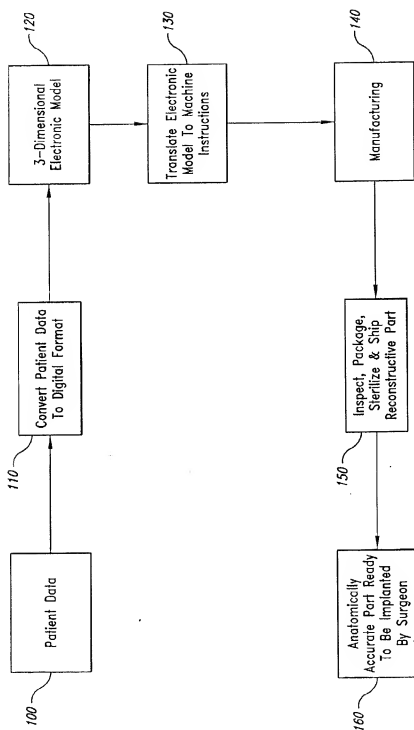 100
Patient Data
110
Convert Patient Data
To Digital Format
120
3-Dimensional
Electronic Model
130
Translate Electronic
Model To Machine
Instructions
140
Manufacturing
150
Inspect, Package,
Sterilize & Ship
Reconstructive Part
160
Anatomically
Accurate Part Ready
To Be Implanted
By Surgeon